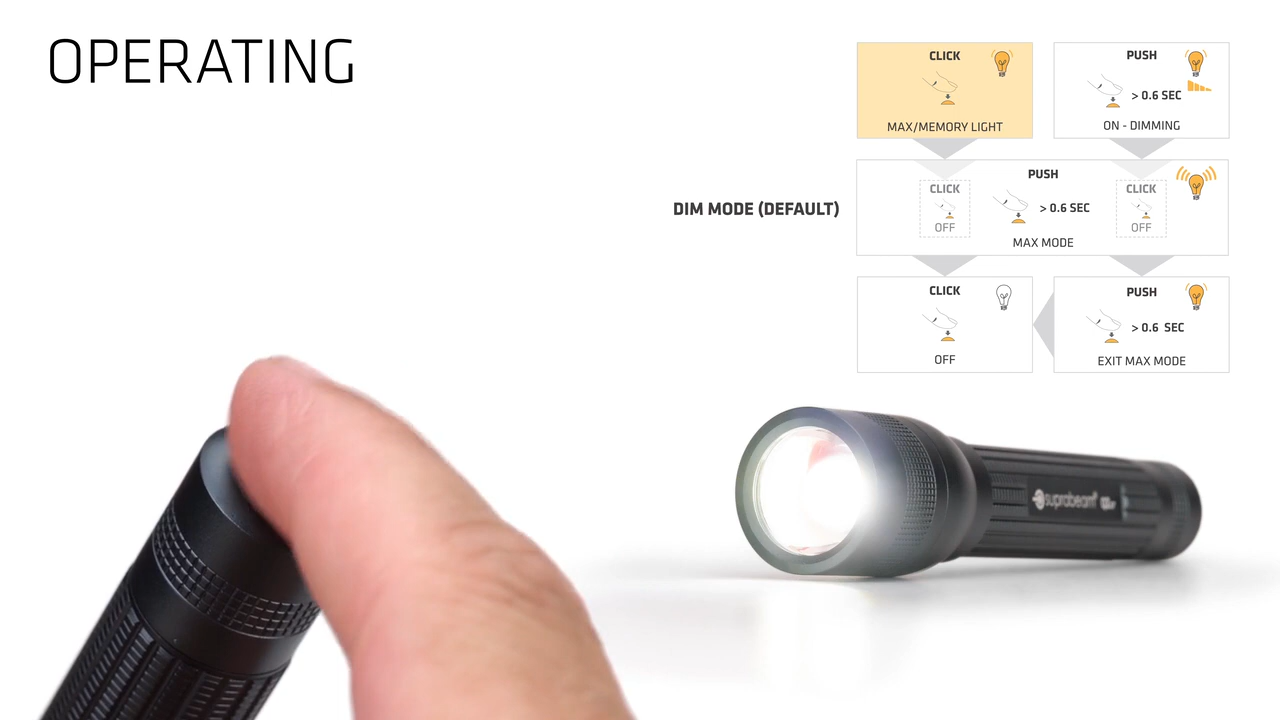 OPERATING
CLICK
MAX/MEMORY LIGHT
PUSH
> 0.6 SEC
ON - DIMMING
DIM MODE (DEFAULT)
CLICK
OFF
PUSH
> 0.6 SEC
MAX MODE
CLICK
OFF
CLICK
OFF
PUSH
> 0.6 SEC
EXIT MAX MODE
suprabeam